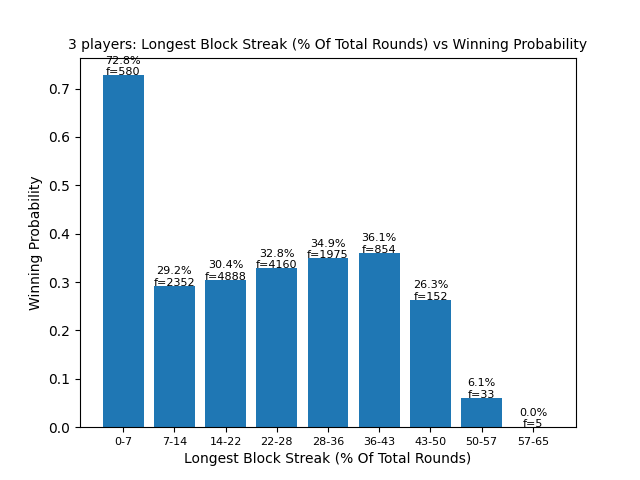 3 players: Longest Block Streak (% Of Total Rounds) vs Winning Probability
Winning Probability
0.7
0.6
0.5
0.4
0.3
0.2
0.1
0.0
72.8%
f=580
29.2%
f=2352
30.4%
f=4888
32.8%
f=4160
34.9%
f=1975
36.1%
f=854
26.3%
f=152
6.1%
f=33
0.0%
f=5
0-7 7-14 14-22 22-28 28-36 36-43 43-50 50-57 57-65
Longest Block Streak (% Of Total Rounds)